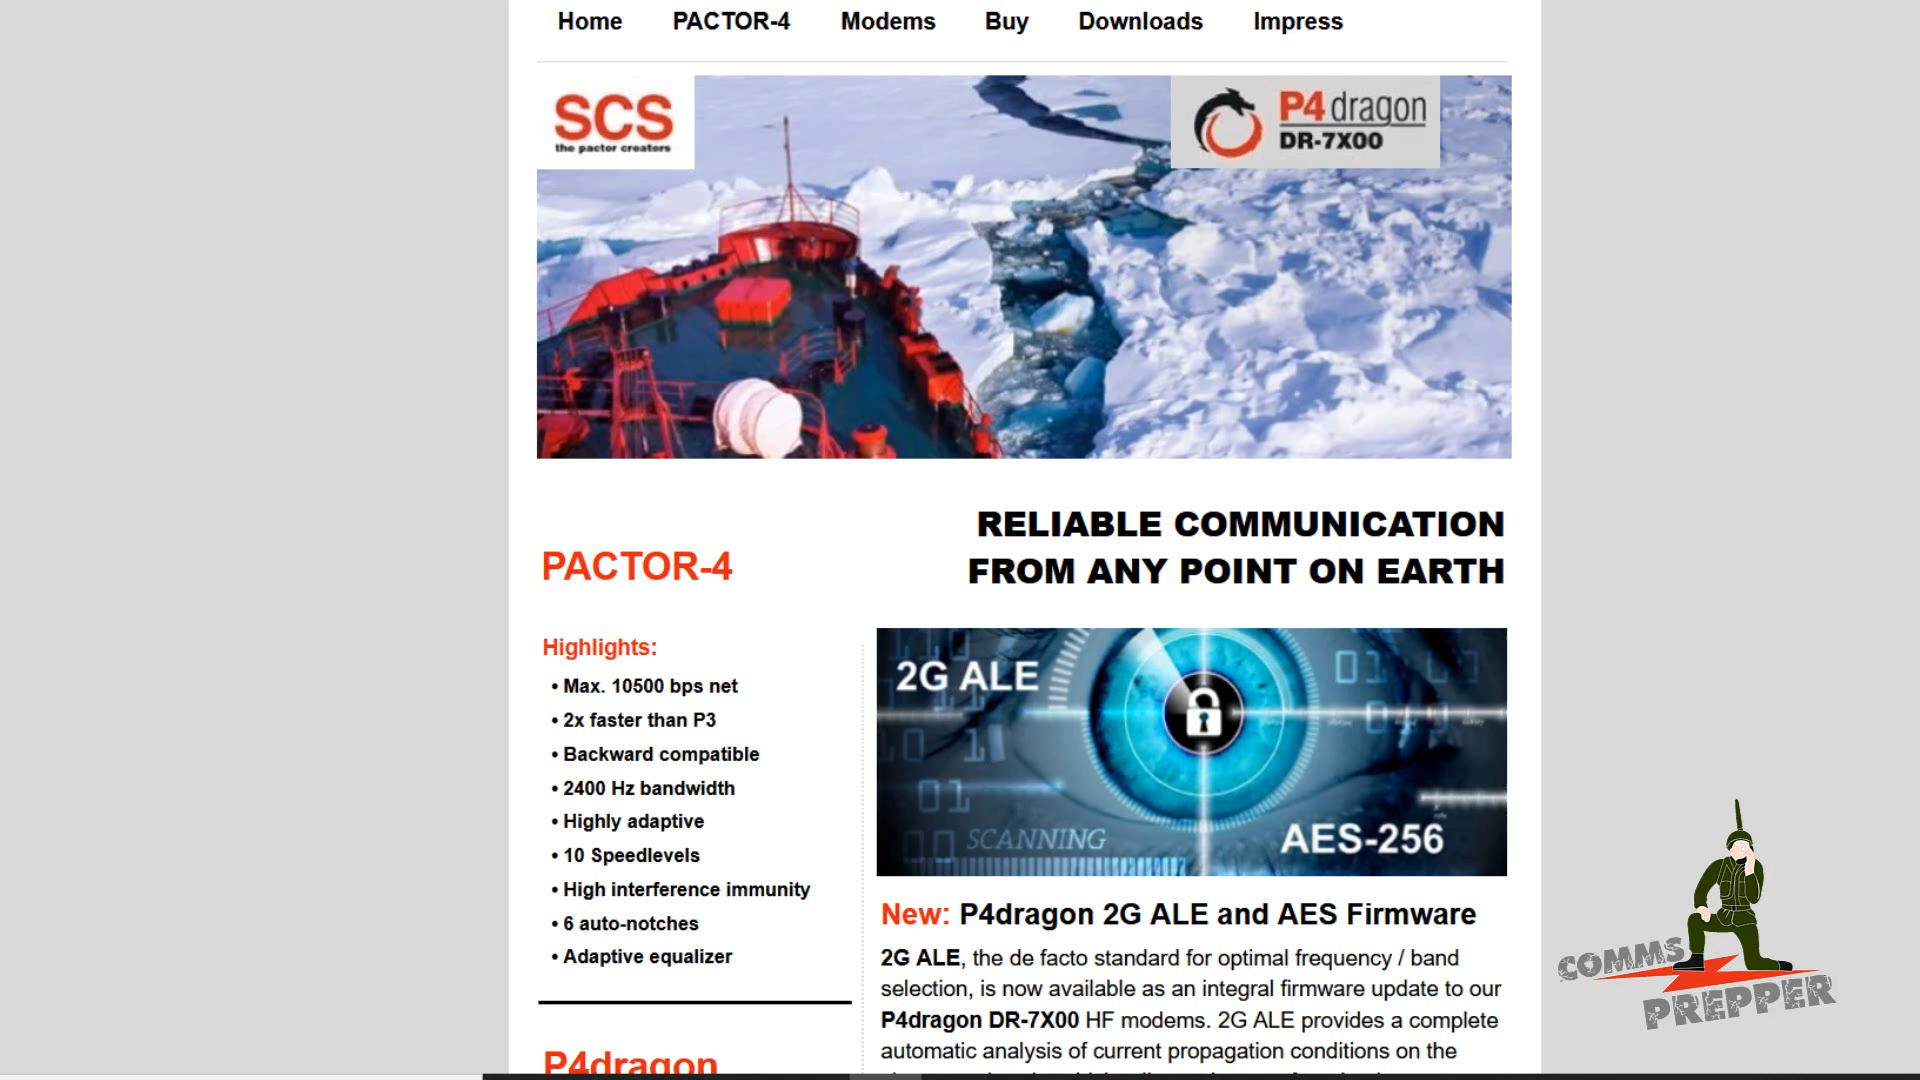 Home PACTOR-4 Modems Buy Downloads Impress
SCS
the pactor creators
P4dragon
DR-7X00
RELIABLE COMMUNICATION
FROM ANY POINT ON EARTH
PACTOR-4
Highlights:
• Max. 10500 bps net
• 2x faster than P3
• Backward compatible
• 2400 Hz bandwidth
• Highly adaptive
• 10 Speedlevels
• High interference immunity
• 6 auto-notches
• Adaptive equalizer
P4dragon
2G ALE
SCANNING
AES-256
New: P4dragon 2G ALE and AES Firmware
2G ALE, the de facto standard for optimal frequency / band
selection, is now available as an integral firmware update to our
P4dragon DR-7X00 HF modems. 2G ALE provides a complete
automatic analysis of current propagation conditions on the
COMMS
PREPPER